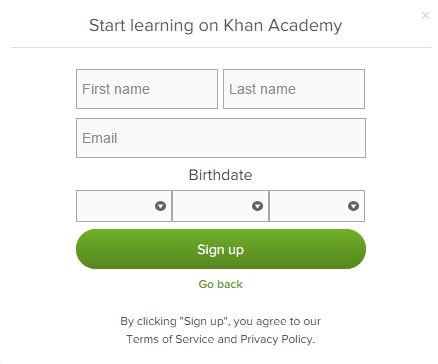 Start learning on Khan Academy
First name
Last name
Email
Birthdate
Sign up
Go back
By clicking "Sign up", you agree to our
Terms of Service and Privacy Policy.